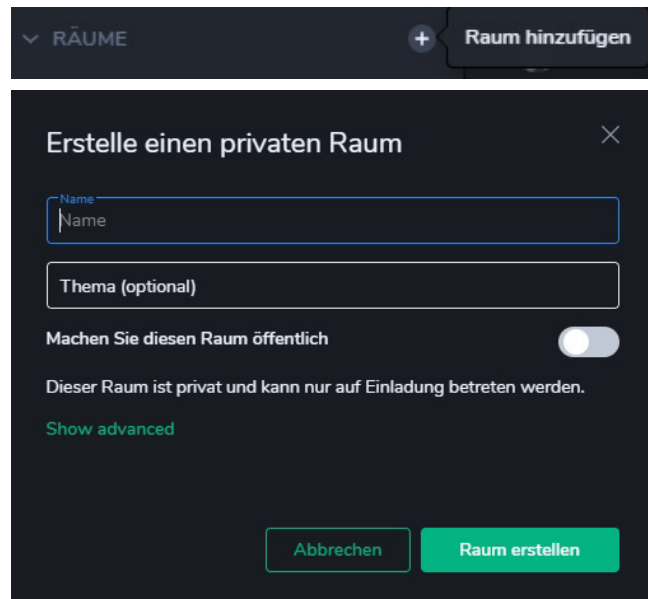 RÄUME
Raum hinzufügen
Erstelle einen privaten Raum
Name
Name
Thema (optional)
Machen Sie diesen Raum öffentlich
Dieser Raum ist privat und kann nur auf Einladung betreten werden.
Show advanced
Abbrechen
Raum erstellen